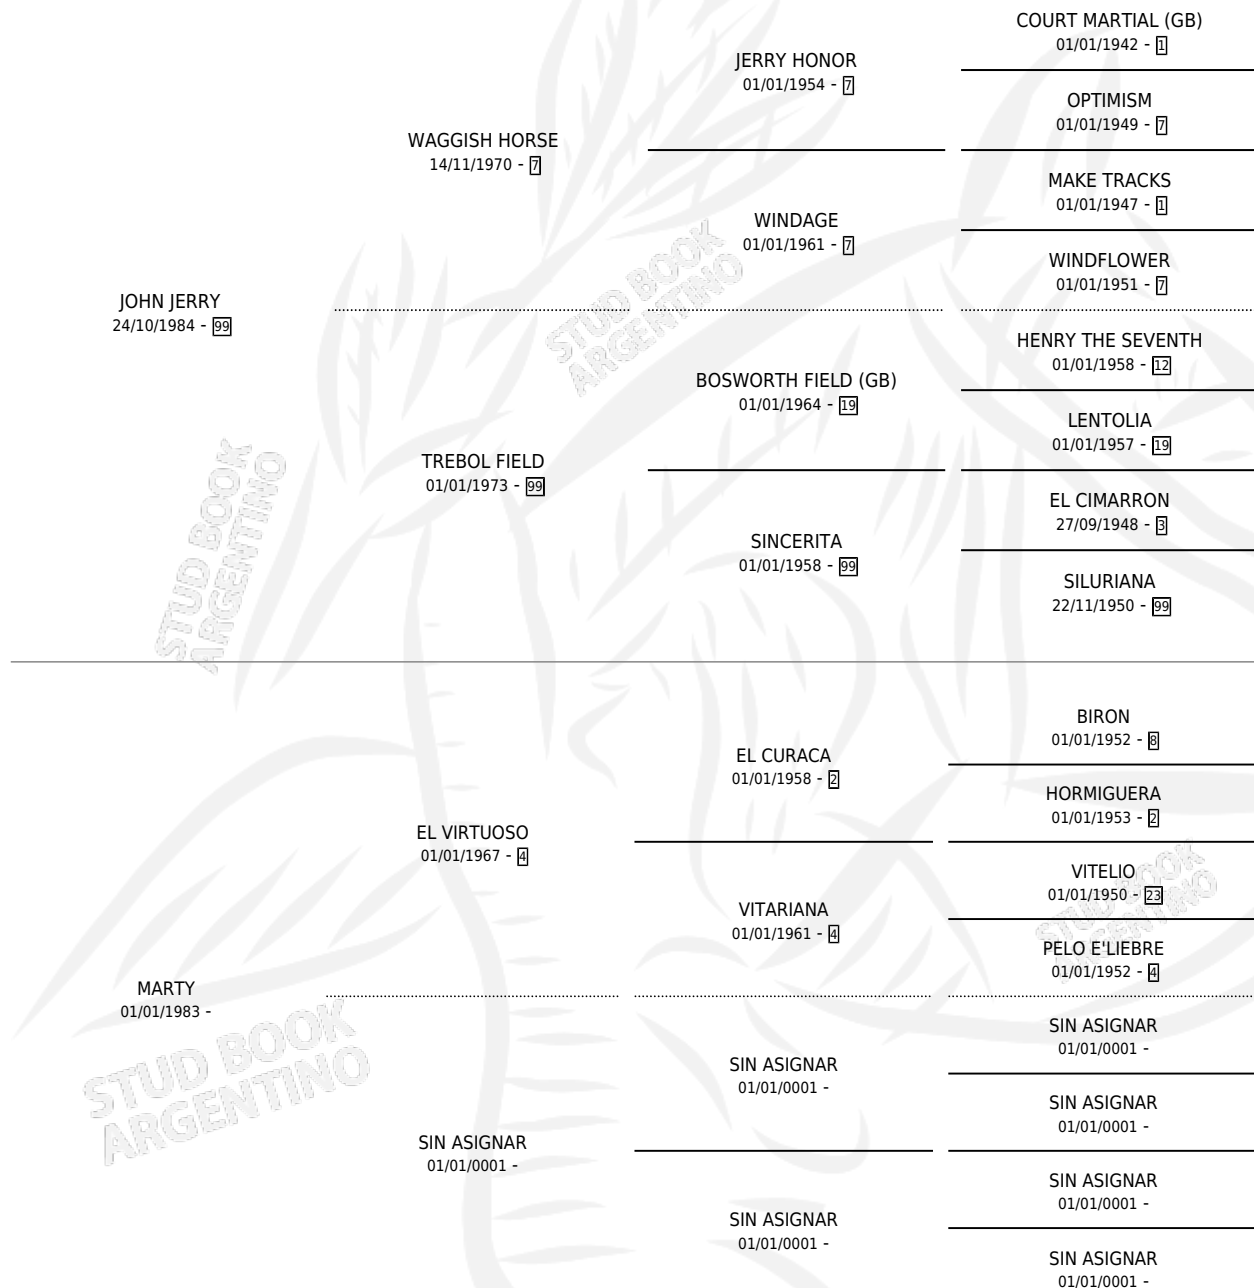 COURT MARTIAL (GB)
01/01/1942 - 1
JERRY HONOR
01/01/1954 - 7
OPTIMISM
01/01/1949 - 7
WAGGISH HORSE
14/11/1970 - 7
MAKE TRACKS
01/01/1947 - 1
WINDAGE
01/01/1961 - 7
WINDFLOWER
01/01/1951 - 7
JOHN JERRY
24/10/1984 - 99
STUD BOOK
ARGENTINO
HENRY THE SEVENTH
01/01/1958 - 12
BOSWORTH FIELD (GB)
01/01/1964 - 19
LENTOLIA
01/01/1957 - 19
TREBOL FIELD
01/01/1973 - 99
EL CIMARRON
27/09/1948 - 3
SINCERITA
01/01/1958 - 99
SILURIANA
22/11/1950 - 99
STUD BOOK
ARGENTINO
BIRON
01/01/1952 - 8
EL CURACA
01/01/1958 - 2
HORMIGUERA
01/01/1953 - 2
EL VIRTUOSO
01/01/1967 - 4
VITELIO
01/01/1950 - 23
VITARIANA
01/01/1961 - 4
STUD BOOK
ARGENTINO
PELO E'LIEBRE
01/01/1952 - 4
MARTY
01/01/1983 -
SIN ASIGNAR
01/01/0001 -
SIN ASIGNAR
01/01/0001 -
STUD BOOK
ARGENTINO
SIN ASIGNAR
01/01/0001 -
SIN ASIGNAR
01/01/0001 -
SIN ASIGNAR
01/01/0001 -
SIN ASIGNAR
01/01/0001 -
SIN ASIGNAR
01/01/0001 -